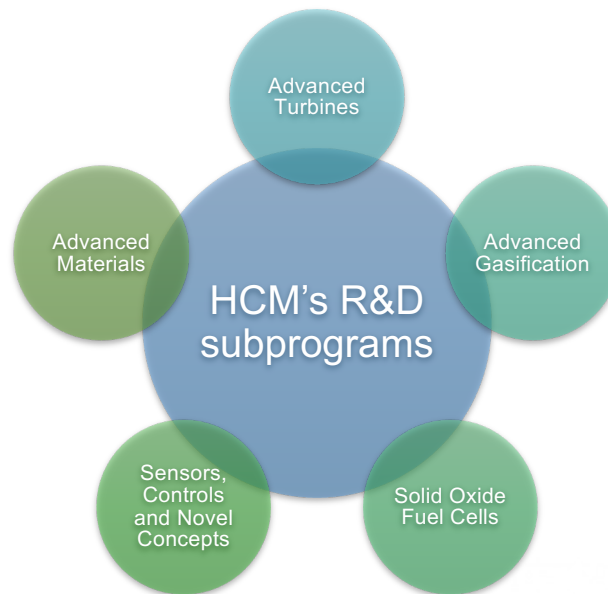 Advanced
Turbines
Advanced
Materials
Advanced
Gasification
HCM’s R&D
subprograms
Sensors,
Controls
and Novel
Concepts
Solid Oxide
Fuel Cells